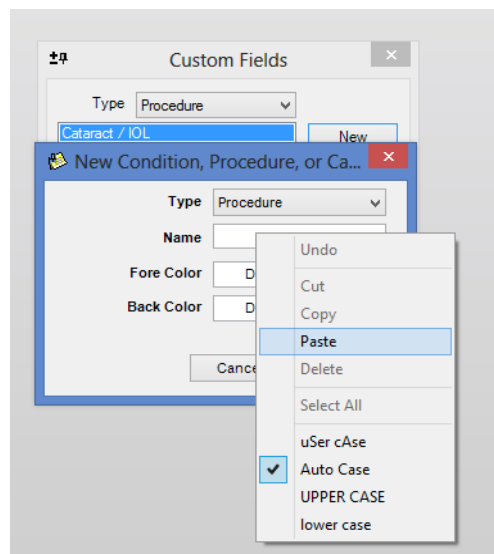 Custom Fields
Type Procedure
Cataract / IOL New
New Condition, Procedure, or Ca...
Type Procedure
Name
Fore Color D
Back Color D
Cance
Undo
Cut
Copy
Paste
Delete
Select All
uSer cAse
Auto Case
UPPER CASE
lower case